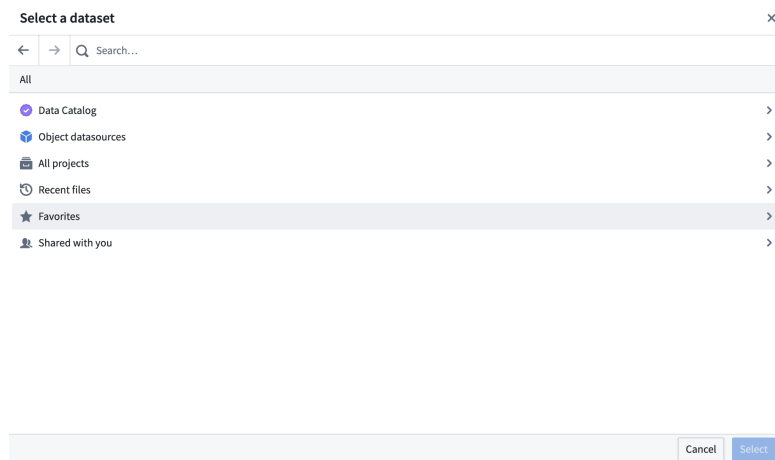 Select a dataset
Search...
All
Data Catalog
Object datasources
All projects
Recent files
Favorites
Shared with you
Cancel Select